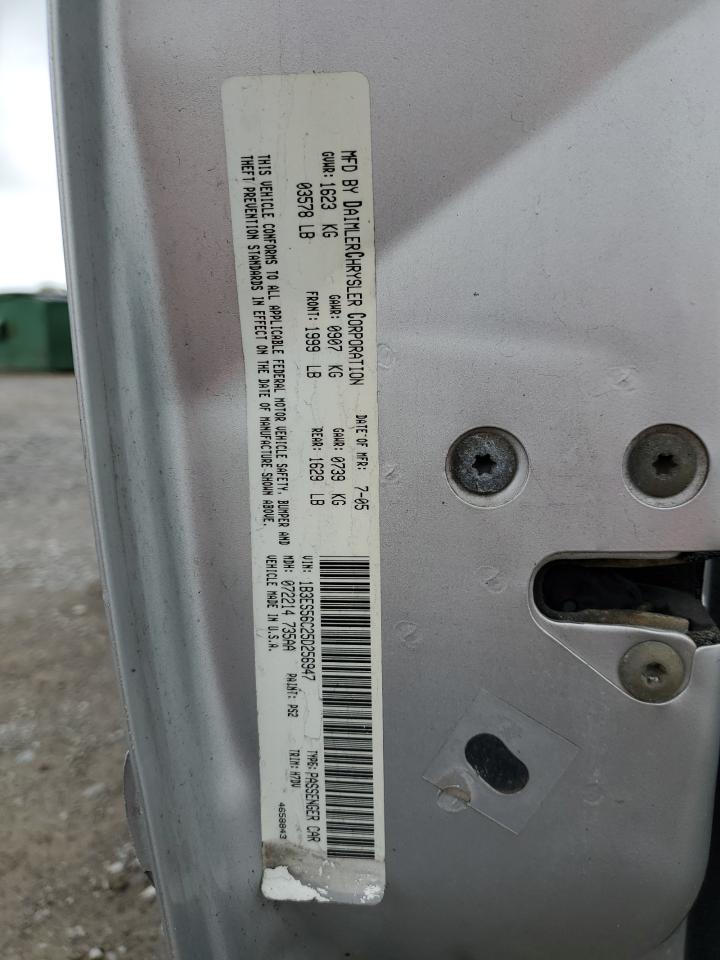 MFD BY DAIMLERCHRYSLER CORPORATION DATE OF MFR: 7-05
GVWR: 1623 KG GAWR: 0907 KG GAWR: 0739 KG
03578 LB FRONT: 1999 LB REAR: 1629 LB
THIS VEHICLE CONFORMS TO ALL APPLICABLE FEDERAL MOTOR VEHICLE SAFETY, BUMPER AND
THEFT PREVENTION STANDARDS IN EFFECT ON THE DATE OF MANUFACTURE SHOWN ABOVE.
VIN: 1B3ES56C25D256947 TYPE: PASSENGER CAR
MDH: 072214 735AA PAINT: PS2 TRIM: H7DV
VEHICLE MADE IN U.S.A. 4658843